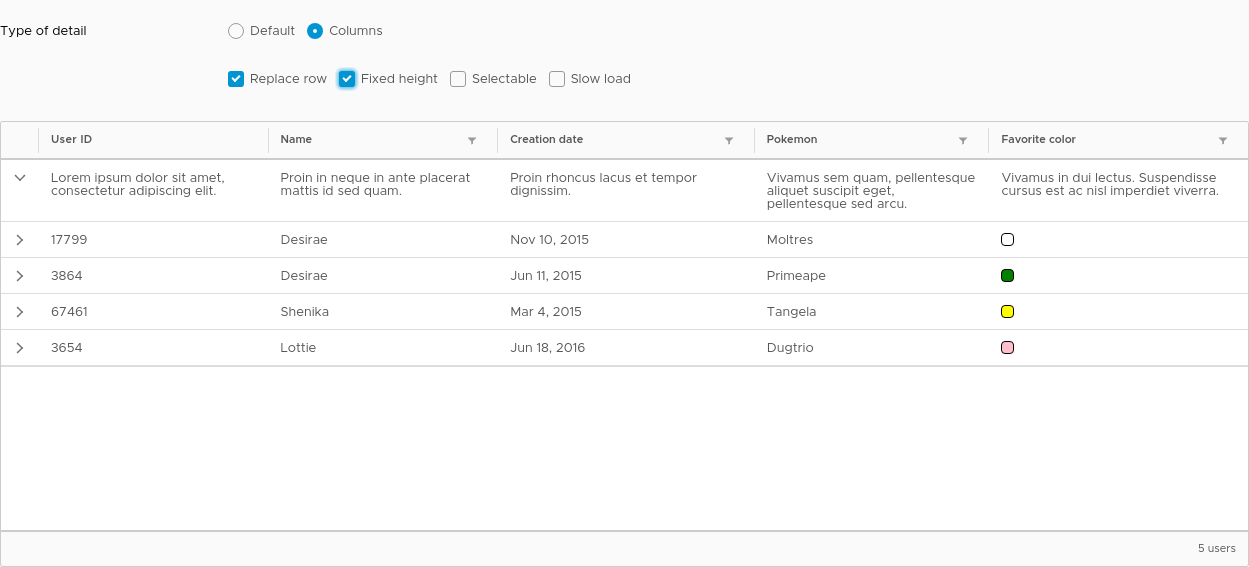 Type of detail Default Columns
Replace row Fixed height Selectable Slow load
User ID Name Creation date Pokemon Favorite color
Lorem ipsum dolor sit amet, Proin in neque in ante placerat Proin rhoncus lacus et tempor Vivamus sem quam, pellentesque Vivamus in dui lectus. Suspendisse
consectetur adipiscing elit. mattis id sed quam. dignissim. aliquet suscipit eget, cursus est ac nisl imperdiet viverra.
pellentesque sed arcu.
17799 Desirae Nov 10, 2015 Moltres
3864 Desirae Jun 11, 2015 Primeape
67461 Shenika Mar 4, 2015 Tangela
3654 Lottie Jun 18, 2016 Dugtrio
5 users